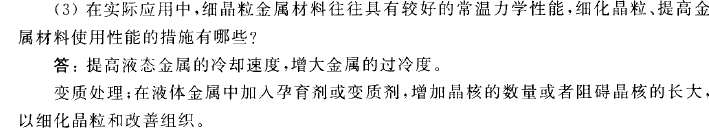 (3) 在实际应用中,细晶粒金属材料往往具有较好的常温力学性能,细化晶粒、提高金
属材料使用性能的措施有哪些?
答: 提高液态金属的冷却速度,增大金属的过冷度。
变质处理;在液体金属中加入孕育剂或变质剂,增加晶核的数量或者阻碍晶核的长大,
以细化晶粒和改善组织。